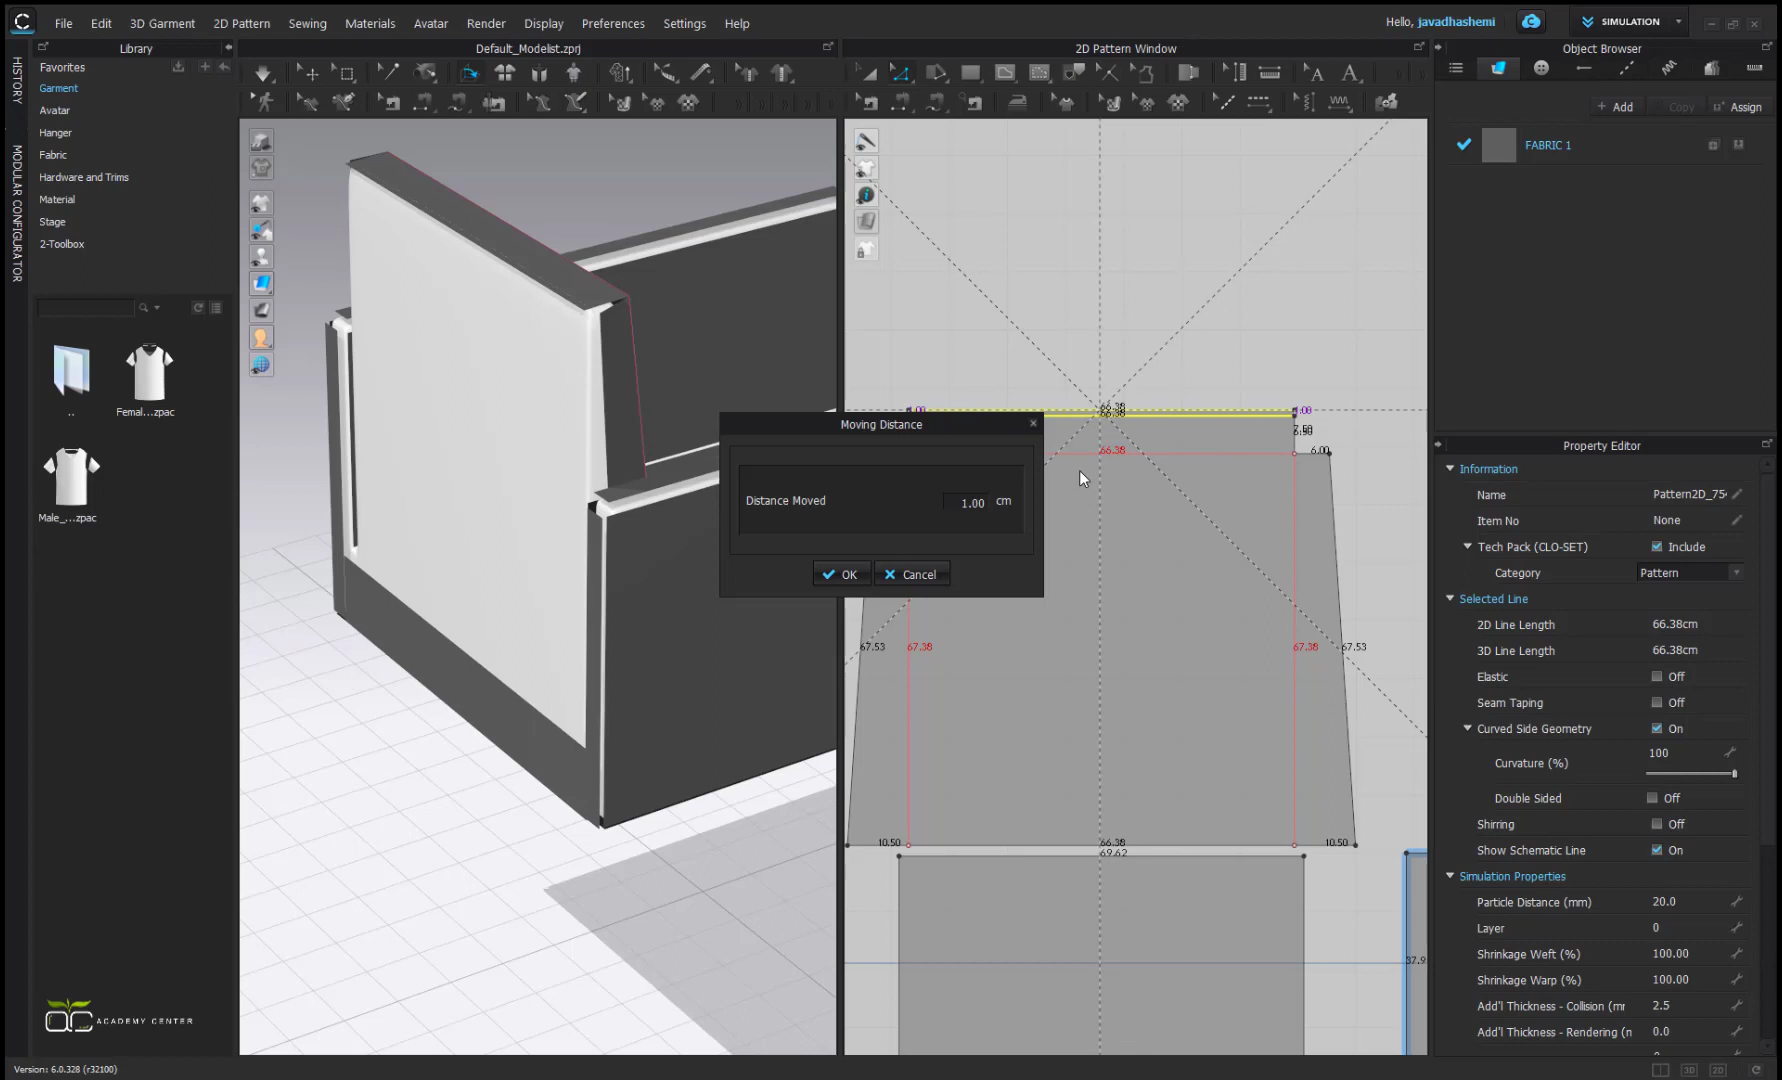 File Edit 3D Garment 2D Pattern Sewing Materials Avatar Render Display Preferences Settings Help
Hello, javadhashemi
SIMULATION
HISTORY
MODULAR CONFIGURATOR
Library
Default_Modelist.zprj
2D Pattern Window
Object Browser
Favorites
Garment
Avatar
Hanger
Fabric
Hardware and Trims
Material
Stage
2-Toolbox
..
Femal...zpac
Male_...zpac
ACADEMY CENTER
Add Copy Assign
FABRIC 1
66.38
66.38
1.00
7.50
6.00
66.38
67.53
67.38
67.38
67.53
10.50
66.38
10.50
69.62
37.9
Moving Distance
Distance Moved 1.00 cm
OK Cancel
Property Editor
Information
Name Pattern2D_75
Item No None
Tech Pack (CLO-SET) Include
Category Pattern
Selected Line
2D Line Length 66.38cm
3D Line Length 66.38cm
Elastic Off
Seam Taping Off
Curved Side Geometry On
Curvature (%) 100
Double Sided Off
Shirring Off
Show Schematic Line On
Simulation Properties
Particle Distance (mm) 20.0
Layer 0
Shrinkage Weft (%) 100.00
Shrinkage Warp (%) 100.00
Add'l Thickness - Collision (mr 2.5
Add'l Thickness - Rendering (n 0.0
Version: 6.0.328 (r32100)
3D 2D